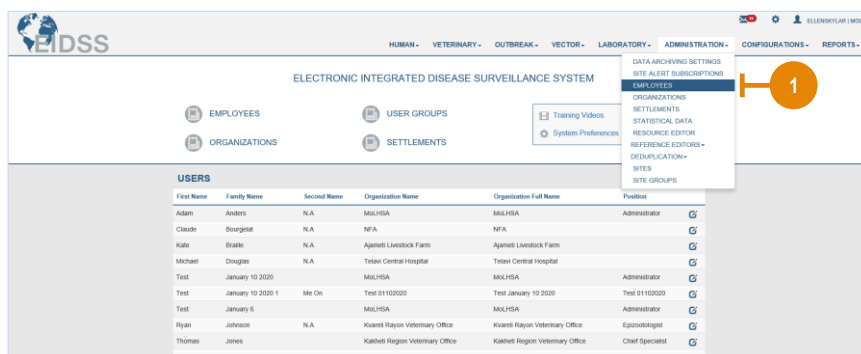 29 ELLENSKYLAR | MOL
EIDSS
HUMAN VETERINARY OUTBREAK VECTOR LABORATORY ADMINISTRATION CONFIGURATIONS REPORTS
DATA ARCHIVING SETTINGS
SITE ALERT SUBSCRIPTIONS
EMPLOYEES
ORGANIZATIONS
SETTLEMENTS
STATISTICAL DATA
RESOURCE EDITOR
REFERENCE EDITORS
DEDUPLICATION
SITES
SITE GROUPS
1
ELECTRONIC INTEGRATED DISEASE SURVEILLANCE SYSTEM
EMPLOYEES USER GROUPS Training Videos
ORGANIZATIONS SETTLEMENTS System Preferences
USERS
First Name Family Name Second Name Organization Name Organization Full Name Position
Adam Anders N.A MoLHSA MoLHSA Administrator
Claude Bourgelat N.A NFA NFA
Kate Braille N.A Ajameti Livestock Farm Ajameti Livestock Farm
Michael Douglas N.A Telavi Central Hospital Telavi Central Hospital
Test January 10 2020 MoLHSA MoLHSA Administrator
Test January 10 2020 1 Me On Test 01102020 Test January 10 2020 Test 01102020
Test January 6 MoLHSA MoLHSA Administrator
Ryan Johnson N.A Kvareli Rayon Veterinary Office Kvareli Rayon Veterinary Office Epizootologist
Thomas Jones Kakheti Region Veterinary Office Kakheti Region Veterinary Office Chief Specialist